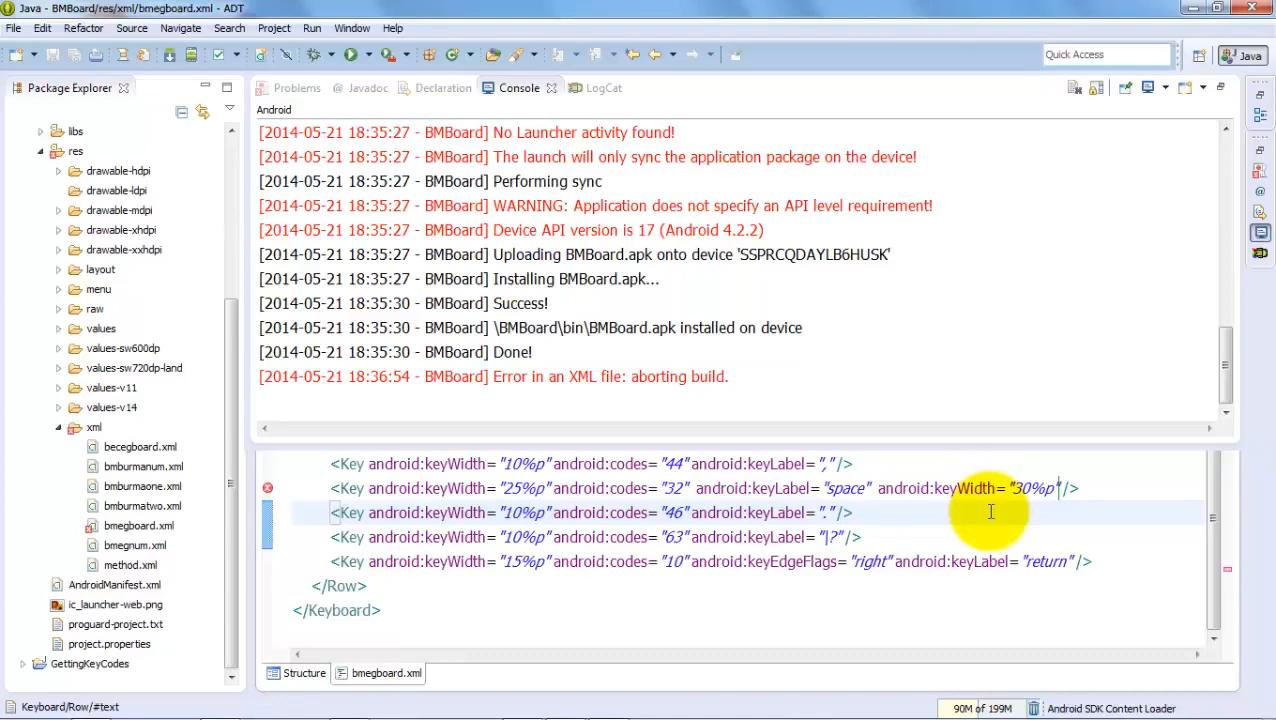 Java - BMBoard/res/xml/bmegboard.xml - ADT
File Edit Refactor Source Navigate Search Project Run Window Help
Quick Access
Java
Package Explorer
libs
res
drawable-hdpi
drawable-ldpi
drawable-mdpi
drawable-xhdpi
drawable-xxhdpi
layout
menu
raw
values
values-sw600dp
values-sw720dp-land
values-v11
values-v14
xml
becegboard.xml
bmburmanum.xml
bmburmaone.xml
bmburmatwo.xml
bmegboard.xml
bmegnum.xml
method.xml
AndroidManifest.xml
ic_launcher-web.png
proguard-project.txt
project.properties
GettingKeyCodes
Problems Javadoc Declaration Console LogCat
Android
[2014-05-21 18:35:27 - BMBoard] No Launcher activity found!
[2014-05-21 18:35:27 - BMBoard] The launch will only sync the application package on the device!
[2014-05-21 18:35:27 - BMBoard] Performing sync
[2014-05-21 18:35:27 - BMBoard] WARNING: Application does not specify an API level requirement!
[2014-05-21 18:35:27 - BMBoard] Device API version is 17 (Android 4.2.2)
[2014-05-21 18:35:27 - BMBoard] Uploading BMBoard.apk onto device 'SSPRCQDAYLB6HUSK'
[2014-05-21 18:35:27 - BMBoard] Installing BMBoard.apk...
[2014-05-21 18:35:30 - BMBoard] Success!
[2014-05-21 18:35:30 - BMBoard] \BMBoard\bin\BMBoard.apk installed on device
[2014-05-21 18:35:30 - BMBoard] Done!
[2014-05-21 18:36:54 - BMBoard] Error in an XML file: aborting build.
<Key android:keyWidth="10%p"android:codes="44"android:keyLabel=","/>
<Key android:keyWidth="25%p"android:codes="32" android:keyLabel="space" android:keyWidth="30%p"/>
<Key android:keyWidth="10%p"android:codes="46"android:keyLabel="."/>
<Key android:keyWidth="10%p"android:codes="63"android:keyLabel="|?"/>
<Key android:keyWidth="15%p"android:codes="10"android:keyEdgeFlags="right"android:keyLabel="return"/>
</Row>
</Keyboard>
Structure bmegboard.xml
Keyboard/Row/#text
90M of 199M
Android SDK Content Loader